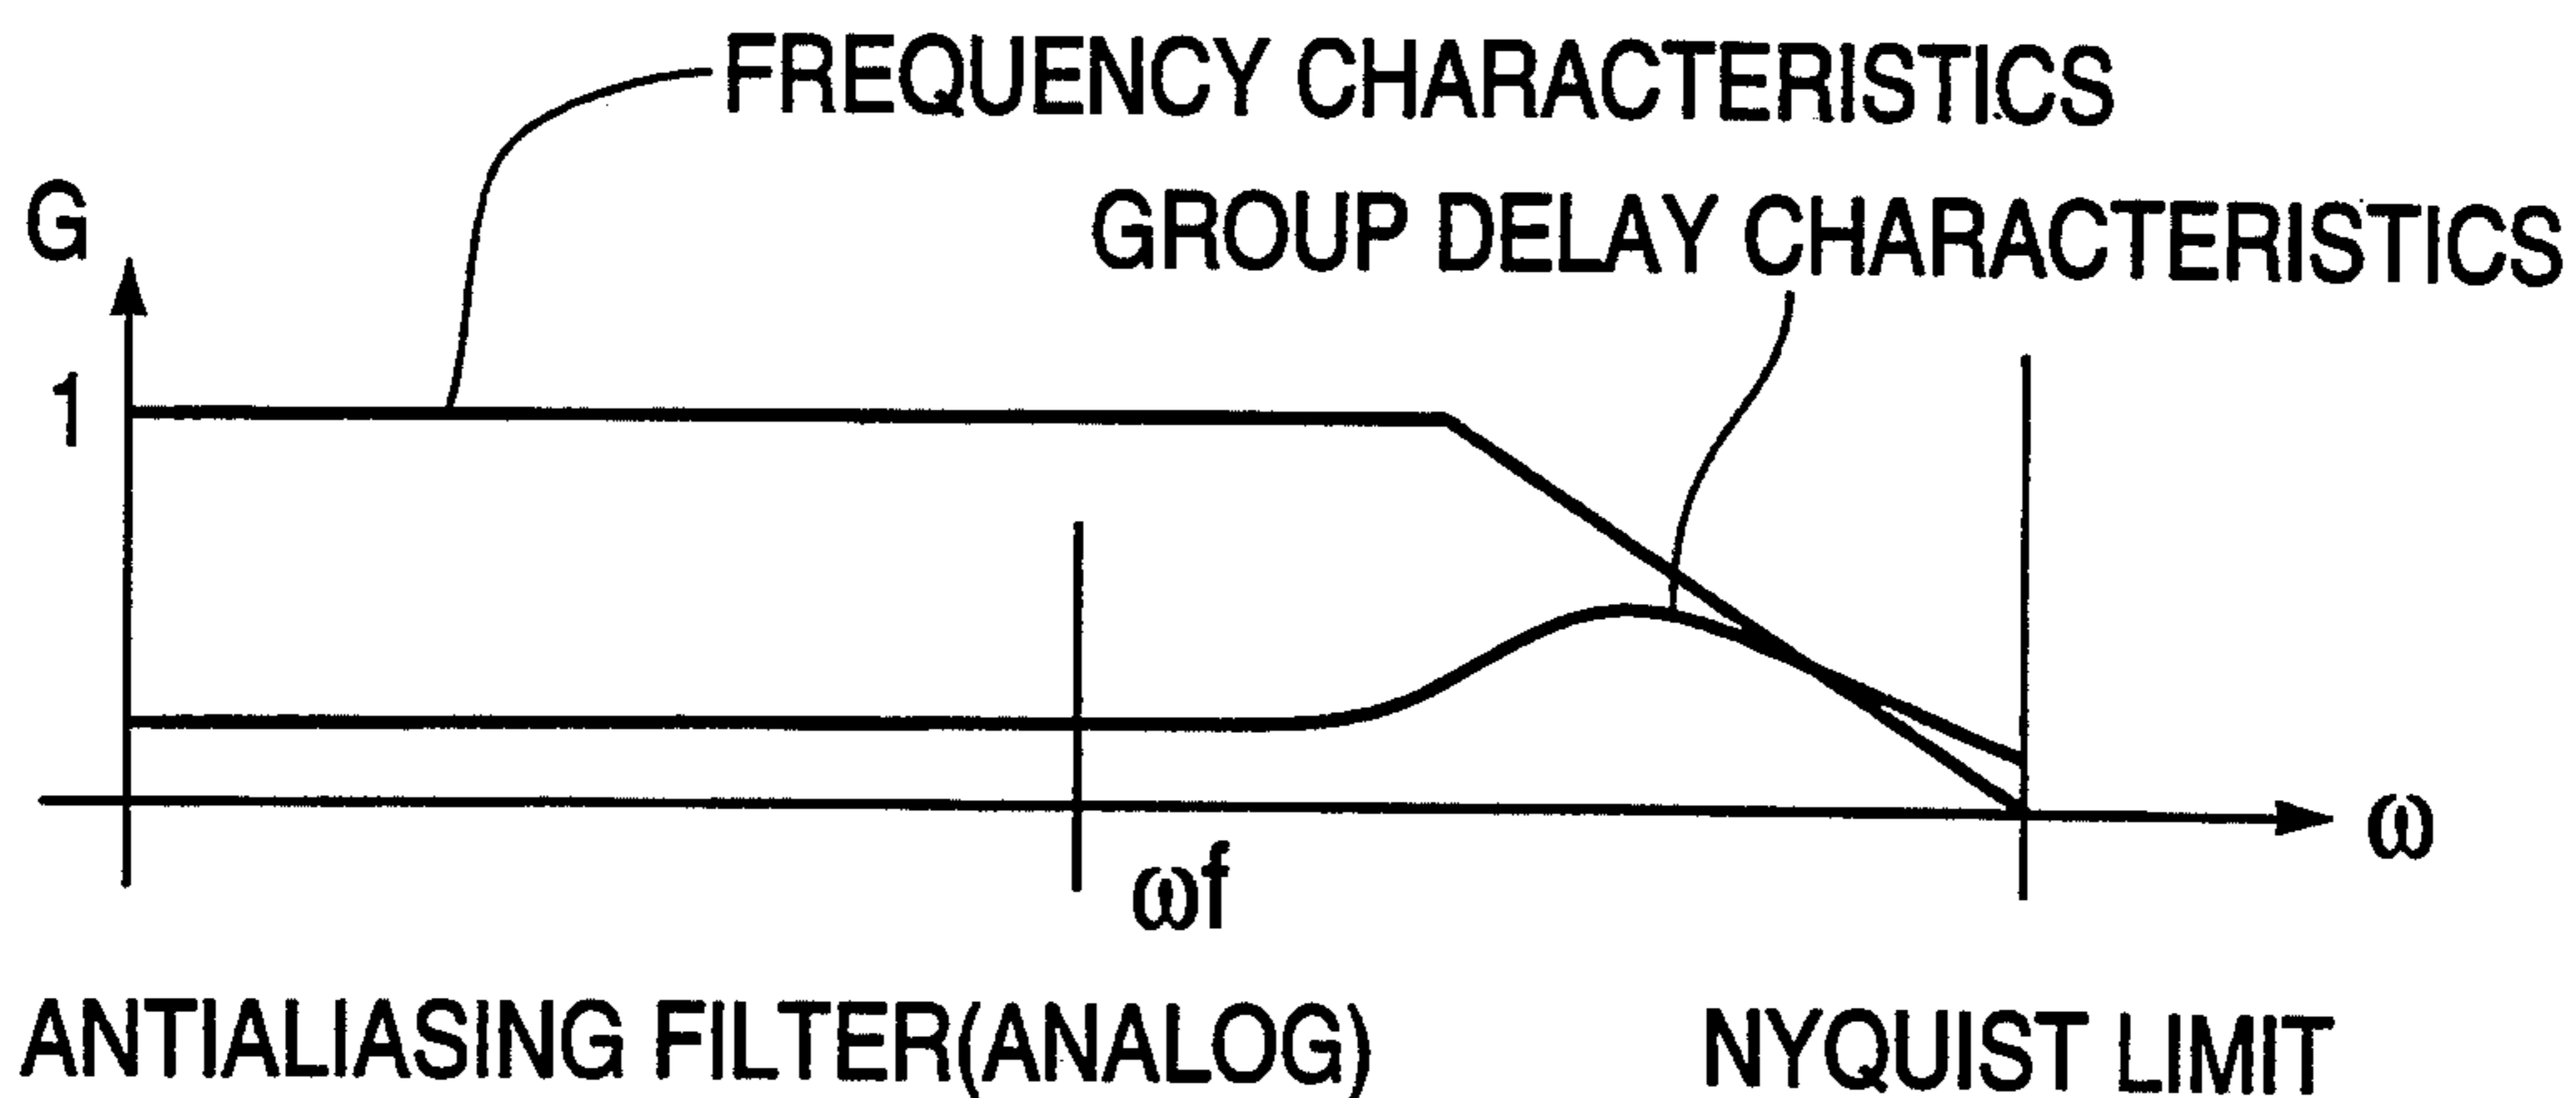 FREQUENCY CHARACTERISTICS
GROUP DELAY CHARACTERISTICS
G
1
ω
ωf
ANTIALIASING FILTER(ANALOG)
NYQUIST LIMIT